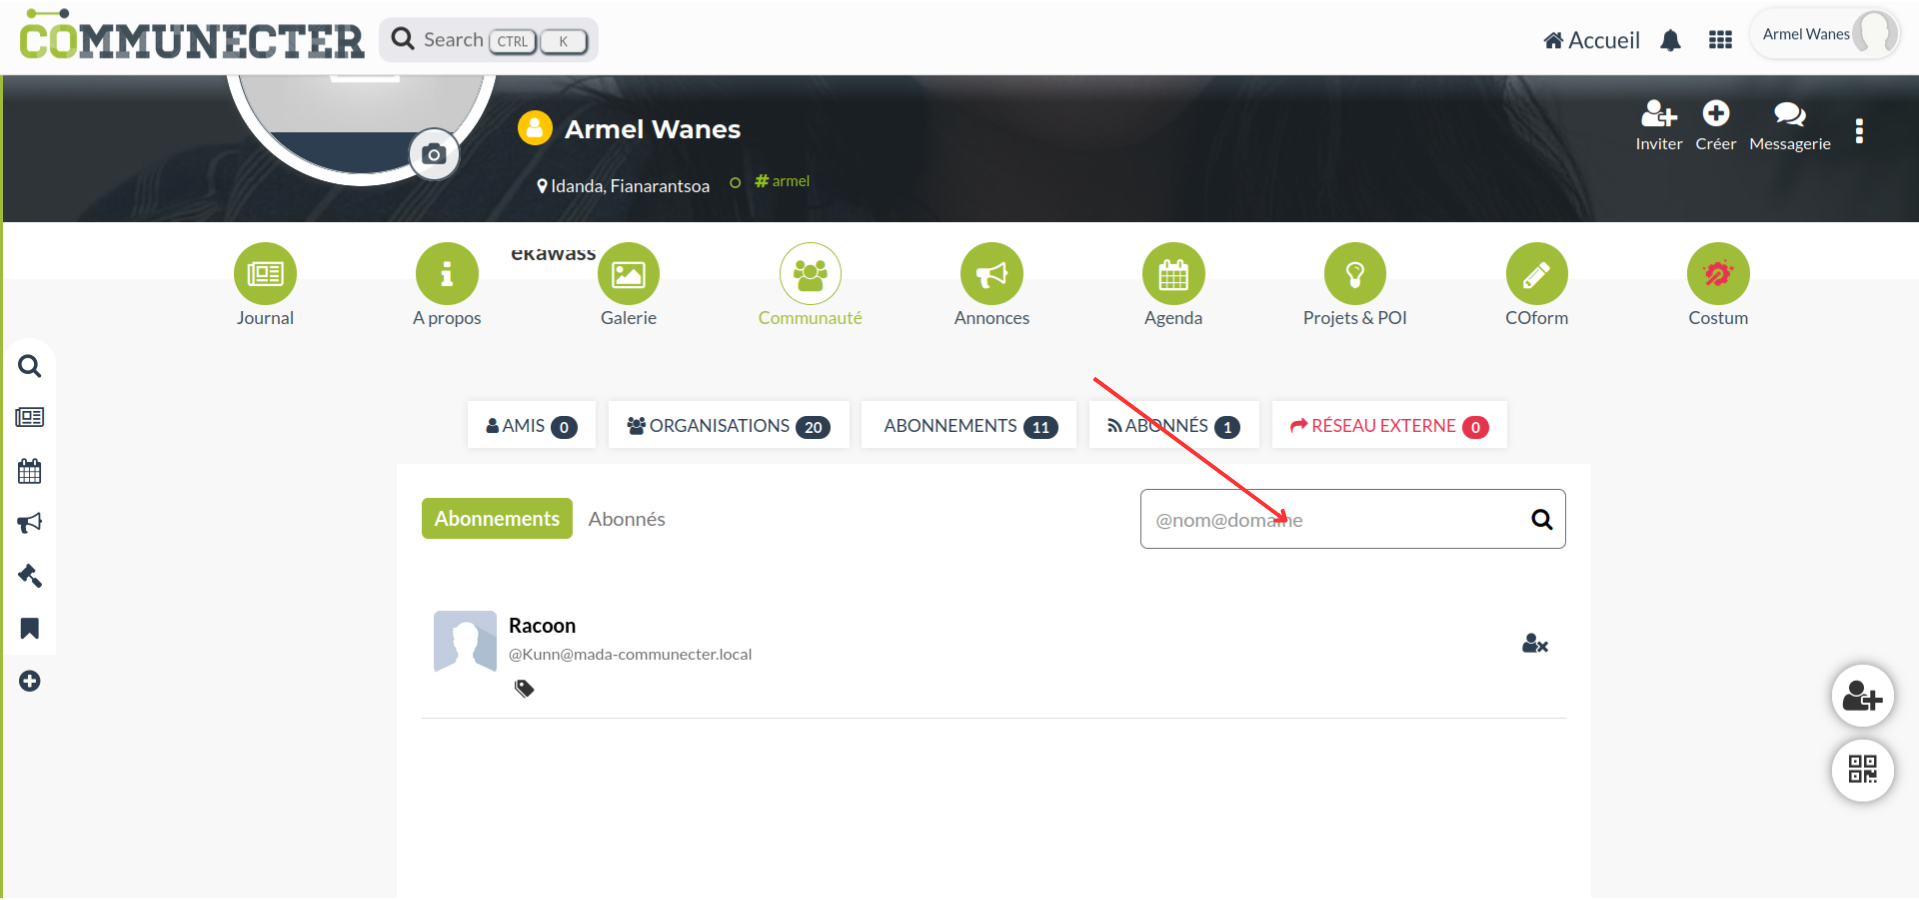 COMMUNECTER
Search CTRL K
Accueil
Armel Wanes
Armel Wanes
Idanda, Fianarantsoa
# armel
Inviter Créer Messagerie
ekawass
Journal A propos Galerie Communauté Annonces Agenda Projets & POI COform Costum
AMIS 0 ORGANISATIONS 20 ABONNEMENTS 11 ABONNÉS 1 RÉSEAU EXTERNE 0
Abonnements Abonnés @nom@domaine
Racoon
@Kunn@mada-communecter.local